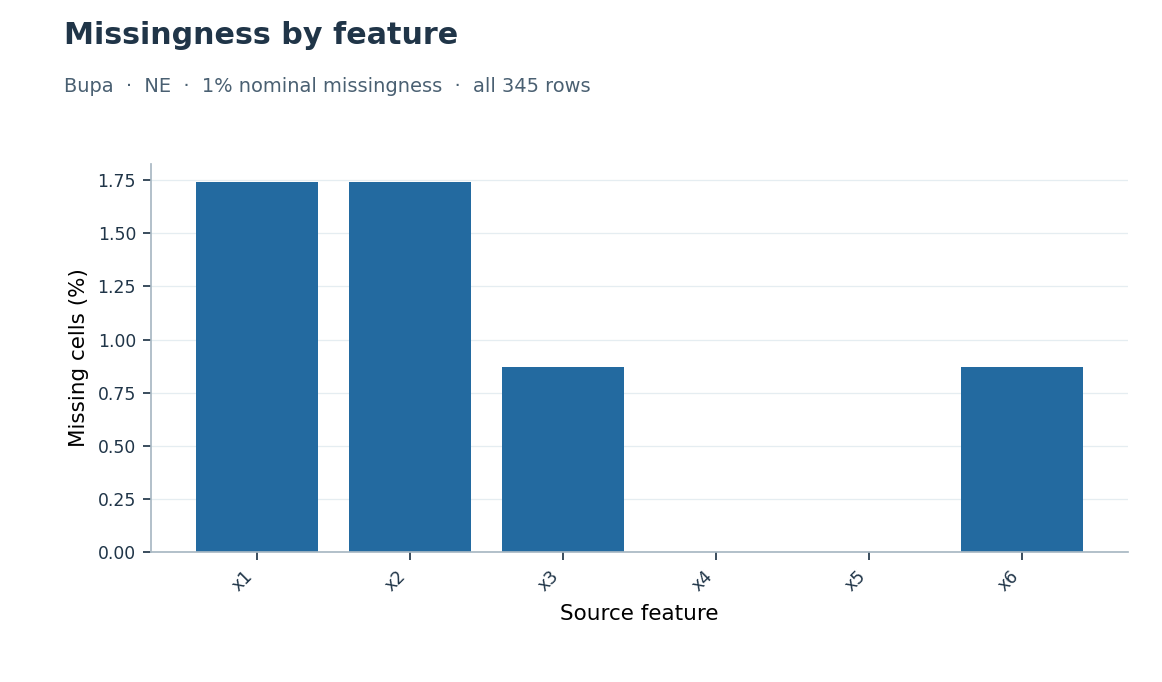 Missingness by feature
Bupa · NE · 1% nominal missingness · all 345 rows
1.75
1.50
1.25
1.00
0.75
0.50
0.25
0.00
Missing cells (%)
x1 x2 x3 x4 x5 x6
Source feature